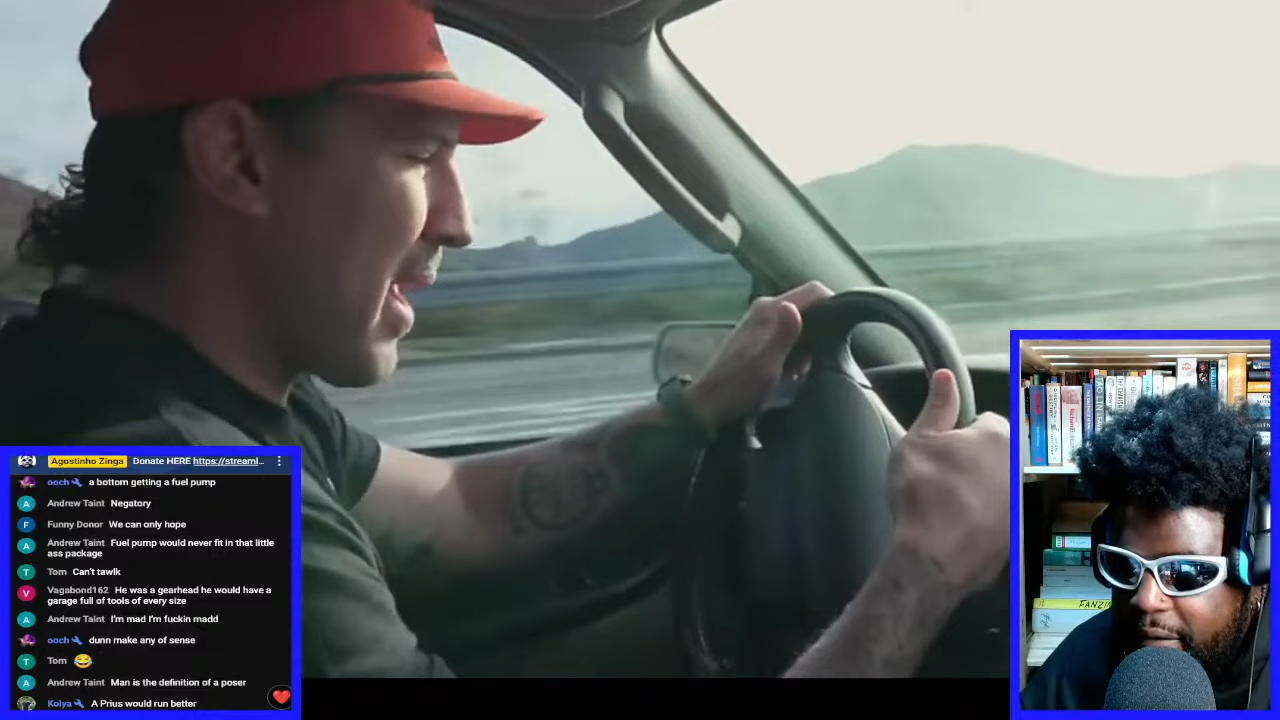 Agostinho Zinga Donate HERE https://streaml...
ooch a bottom getting a fuel pump
Andrew Taint Negatory
Funny Donor We can only hope
Andrew Taint Fuel pump would never fit in that little
ass package
Tom Can't tawlk
Vagabond162 He was a gearhead he would have a
garage full of tools of every size
Andrew Taint I'm mad I'm fuckin madd
ooch dunn make any of sense
Tom 😂
Andrew Taint Man is the definition of a poser
Kolya A Prius would run better